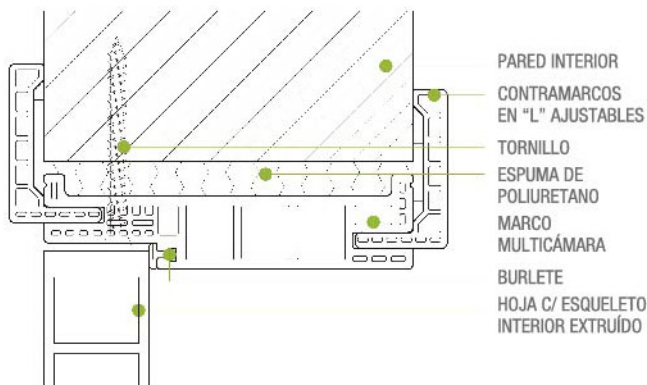 PARED INTERIOR
CONTRAMARCOS
EN "L" AJUSTABLES
TORNILLO
ESPUMA DE
POLIURETANO
MARCO
MULTICÁMARA
BURLETE
HOJA C/ ESQUELETO
INTERIOR EXTRUÍDO